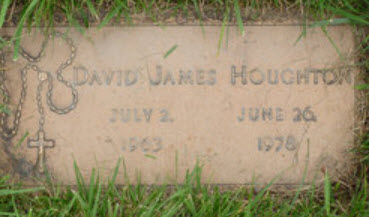 DAVID JAMES HOUGHTON
JULY 2, JUNE 26,
1963 1978